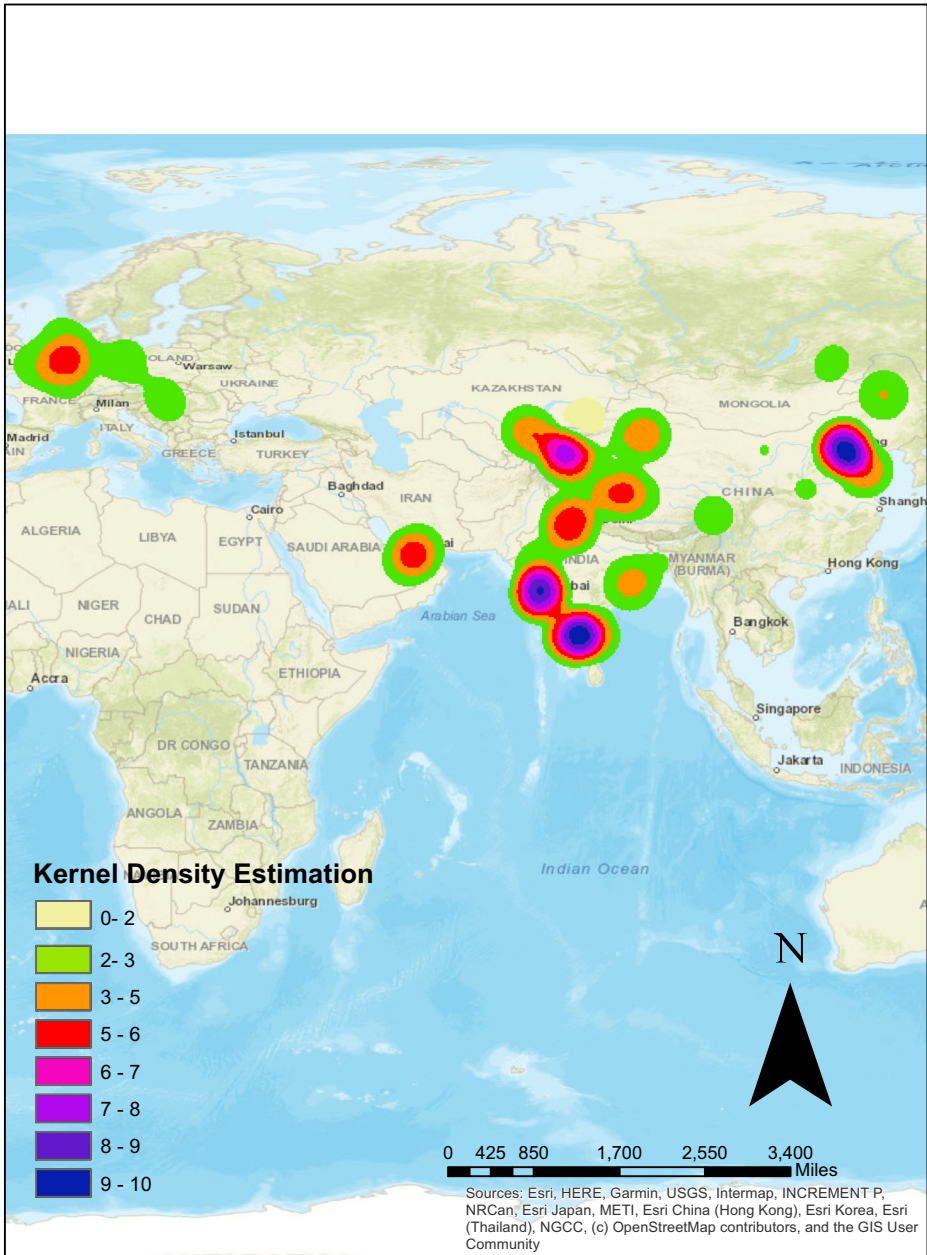 Arctic
POLAND
Warsaw
UKRAINE
FRANCE
Milan
ITALY
Madrid
GREECE
Istanbul
TURKEY
KAZAKHSTAN
MONGOLIA
Baghdad
IRAN
CHINA
Shangh
Cairo
ALGERIA
LIBYA
EGYPT
SAUDI ARABIA
INDIA
MYANMAR
(BURMA)
Hong Kong
NIGER
CHAD
SUDAN
Arabian Sea
Bangkok
NIGERIA
Accra
ETHIOPIA
Singapore
DR CONGO
TANZANIA
Jakarta
INDONESIA
ANGOLA
ZAMBIA
Indian Ocean
Kernel Density Estimation
Johannesburg
SOUTH AFRICA
0- 2
2- 3
3 - 5
5 - 6
6 - 7
7 - 8
8 - 9
9 - 10
N
0 425 850 1,700 2,550 3,400
Miles
Sources: Esri, HERE, Garmin, USGS, Intermap, INCREMENT P,
NRCan, Esri Japan, METI, Esri China (Hong Kong), Esri Korea, Esri
(Thailand), NGCC, (c) OpenStreetMap contributors, and the GIS User
Community